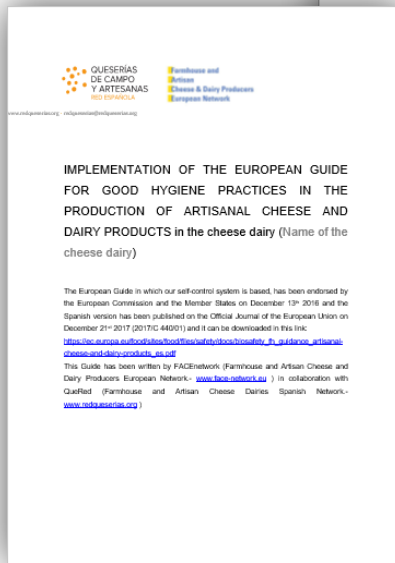 QUESERÍAS
DE CAMPO
Y ARTESANAS
RED ESPAÑOLA
Farmhouse and
Artisan
Cheese & Dairy Producers
European Network
www.redqueserias.org - redqueserias@redqueserias.org
IMPLEMENTATION OF THE EUROPEAN GUIDE
FOR GOOD HYGIENE PRACTICES IN THE
PRODUCTION OF ARTISANAL CHEESE AND
DAIRY PRODUCTS in the cheese dairy (Name of the
cheese dairy)
The European Guide in which our self-control system is based, has been endorsed by
the European Commission and the Member States on December 13th 2016 and the
Spanish version has been published on the Official Journal of the European Union on
December 21st 2017 (2017/C 440/01) and it can be downloaded in this link:
https://ec.europa.eu/food/sites/food/files/safety/docs/biosafety_fh_guidance_artisanal-
cheese-and-dairy-products_es.pdf
This Guide has been written by FACEnetwork (Farmhouse and Artisan Cheese and
Dairy Producers European Network.- www.face-network.eu ) in collaboration with
QueRed (Farmhouse and Artisan Cheese Dairies Spanish Network.-
www.redqueserias.org )